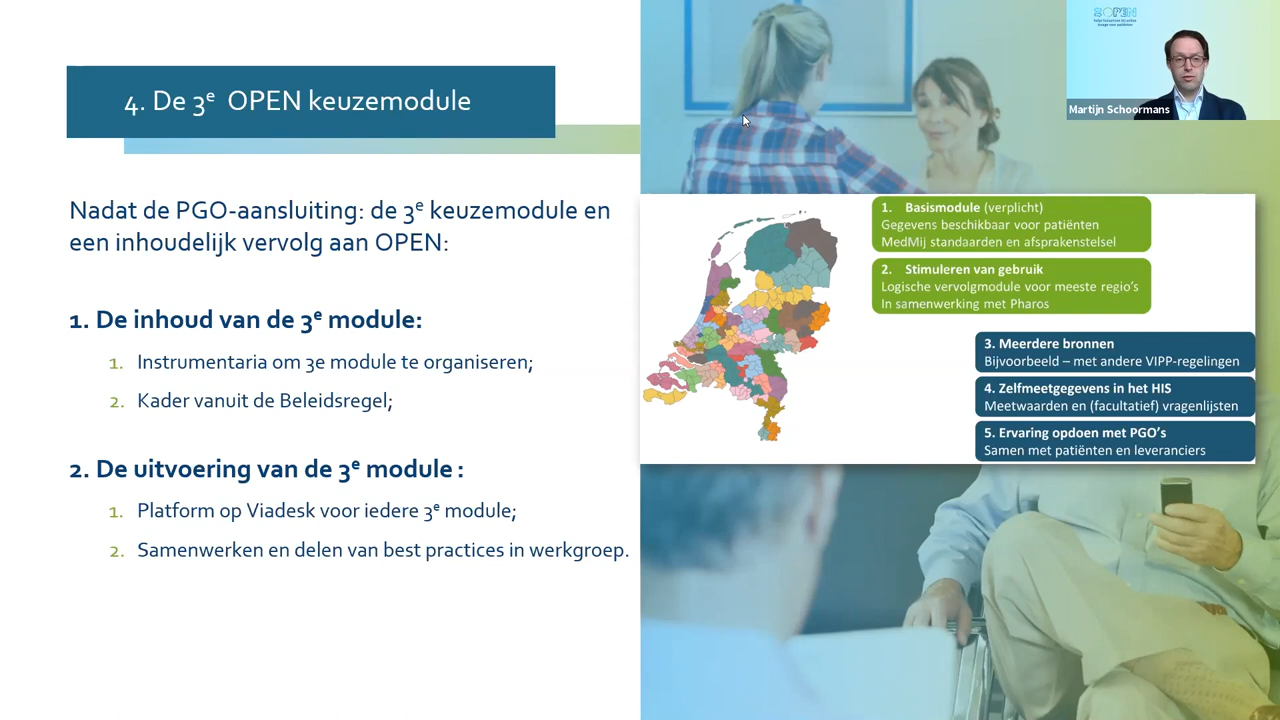 4. De 3e OPEN keuzemodule
Nadat de PGO-aansluiting: de 3e keuzemodule en
een inhoudelijk vervolg aan OPEN:
1. De inhoud van de 3e module:
1. Instrumentaria om 3e module te organiseren;
2. Kader vanuit de Beleidsregel;
2. De uitvoering van de 3e module :
1. Platform op Viadesk voor iedere 3e module;
2. Samenwerken en delen van best practices in werkgroep.
OPEN
Martijn Schoormans
1. Basismodule (verplicht)
Gegevens beschikbaar voor patiënten
MedMij standaarden en afsprakenstelsel
2. Stimuleren van gebruik
Logische vervolgmodule voor meeste regio's
In samenwerking met Pharos
3. Meerdere bronnen
Bijvoorbeeld – met andere VIPP-regelingen
4. Zelfmeetgegevens in het HIS
Meetwaarden en (facultatief) vragenlijsten
5. Ervaring opdoen met PGO's
Samen met patiënten en leveranciers